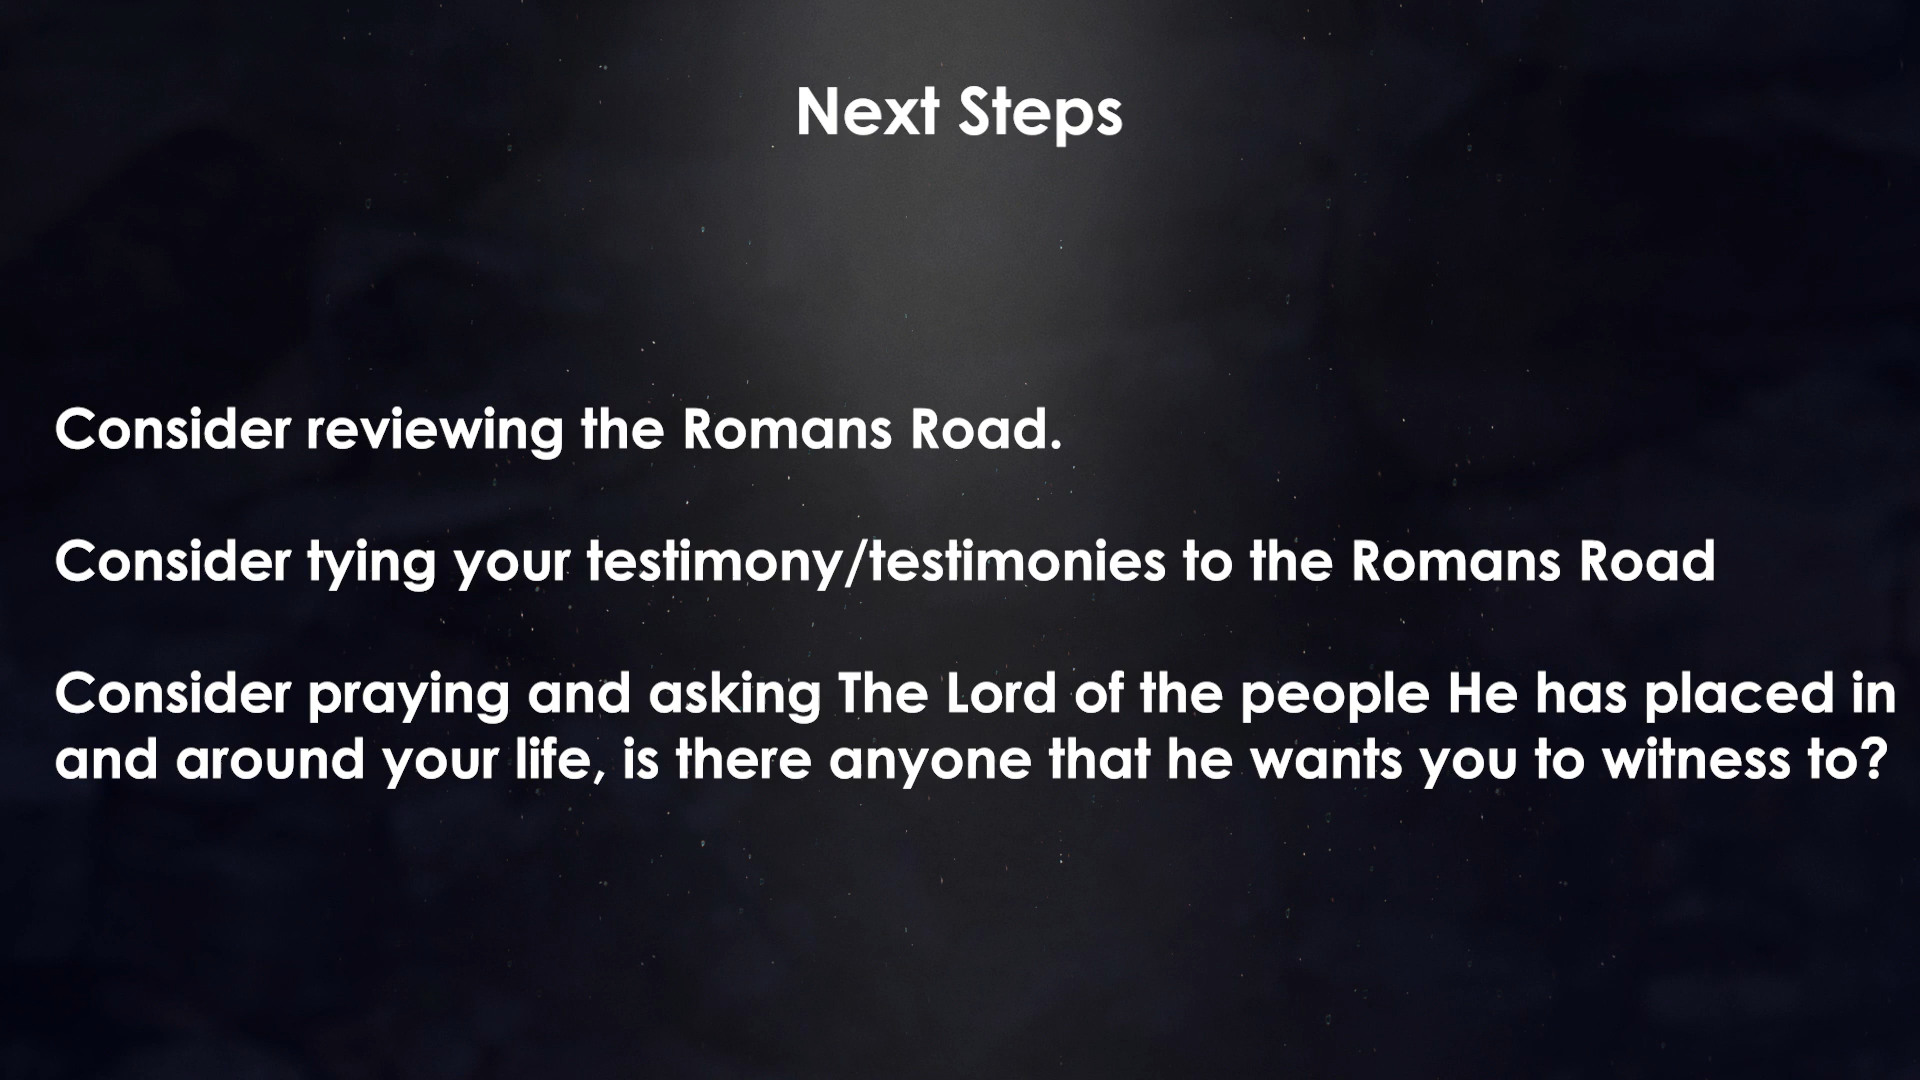 Next Steps
Consider reviewing the Romans Road.
Consider tying your testimony/testimonies to the Romans Road
Consider praying and asking The Lord of the people He has placed in
and around your life, is there anyone that he wants you to witness to?